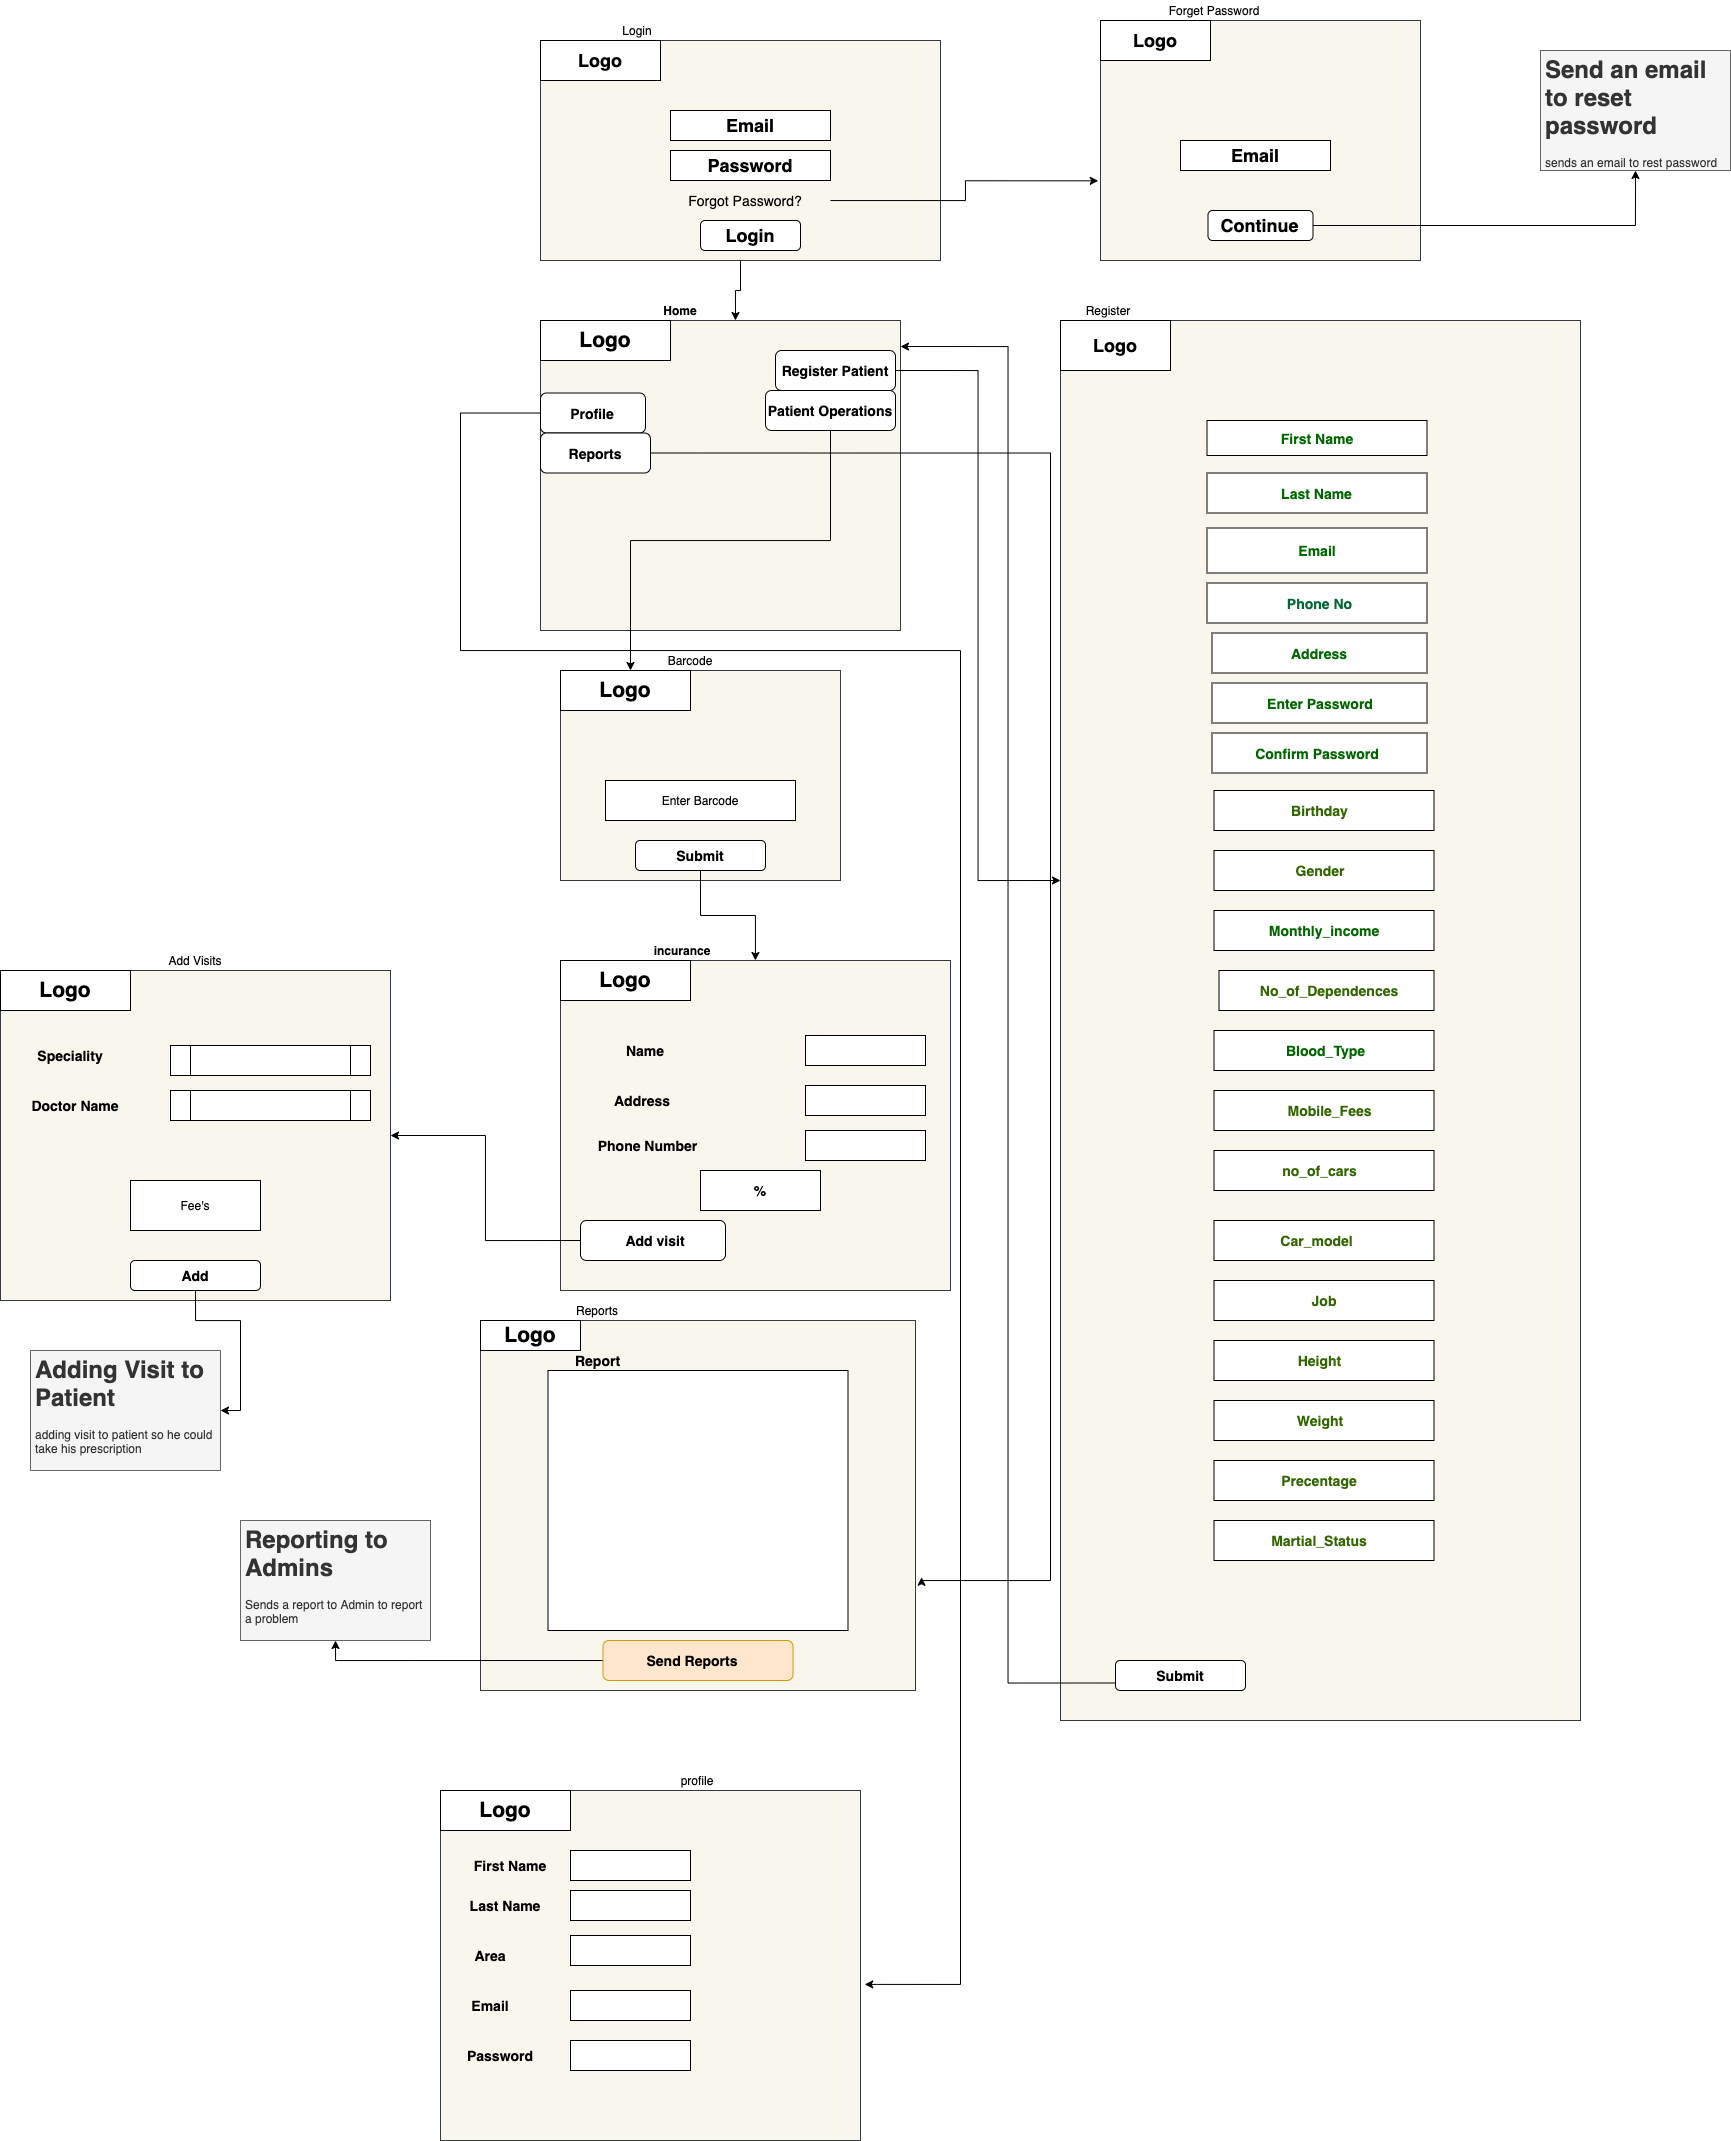 Login
Logo
Email
Password
Forgot Password?
Login
Forget Password
Logo
Email
Continue
Send an email
to reset
password
sends an email to rest password
Home
Logo
Register Patient
Patient Operations
Profile
Reports
Register
Logo
First Name
Last Name
Email
Phone No
Address
Enter Password
Confirm Password
Birthday
Gender
Monthly_income
No_of_Dependences
Blood_Type
Mobile_Fees
no_of_cars
Car_model
Job
Height
Weight
Precentage
Martial_Status
Submit
Barcode
Logo
Enter Barcode
Submit
incurance
Logo
Name
Address
Phone Number
%
Add visit
Add Visits
Logo
Speciality
Doctor Name
Fee's
Add
Adding Visit to
Patient
adding visit to patient so he could
take his prescription
Reports
Logo
Report
Send Reports
Reporting to
Admins
Sends a report to Admin to report
a problem
profile
Logo
First Name
Last Name
Area
Email
Password